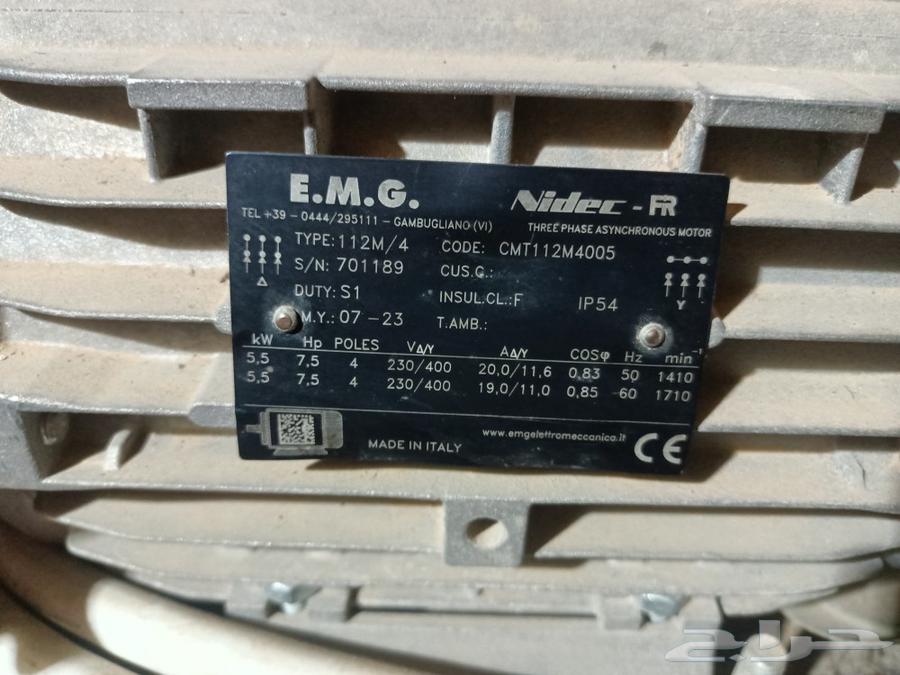 E.M.G. Nidec - FR
TEL +39 - 0444/295111 - GAMBUGLIANO (VI) THREE PHASE ASYNCHRONOUS MOTOR
TYPE: 112M/4 CODE: CMT112M4005
S/N: 701189 CUS.G.:
DUTY: S1 INSUL.CL.: F IP54
M.Y.: 07-23 T.AMB.:
Δ Y
kW Hp POLES VΔ/Y AΔ/Y COSφ Hz min⁻¹
5,5 7,5 4 230/400 20,0/11,6 0,83 50 1410
5,5 7,5 4 230/400 19,0/11,0 0,85 60 1710
MADE IN ITALY www.emgelettromeccanica.it CE
حراج